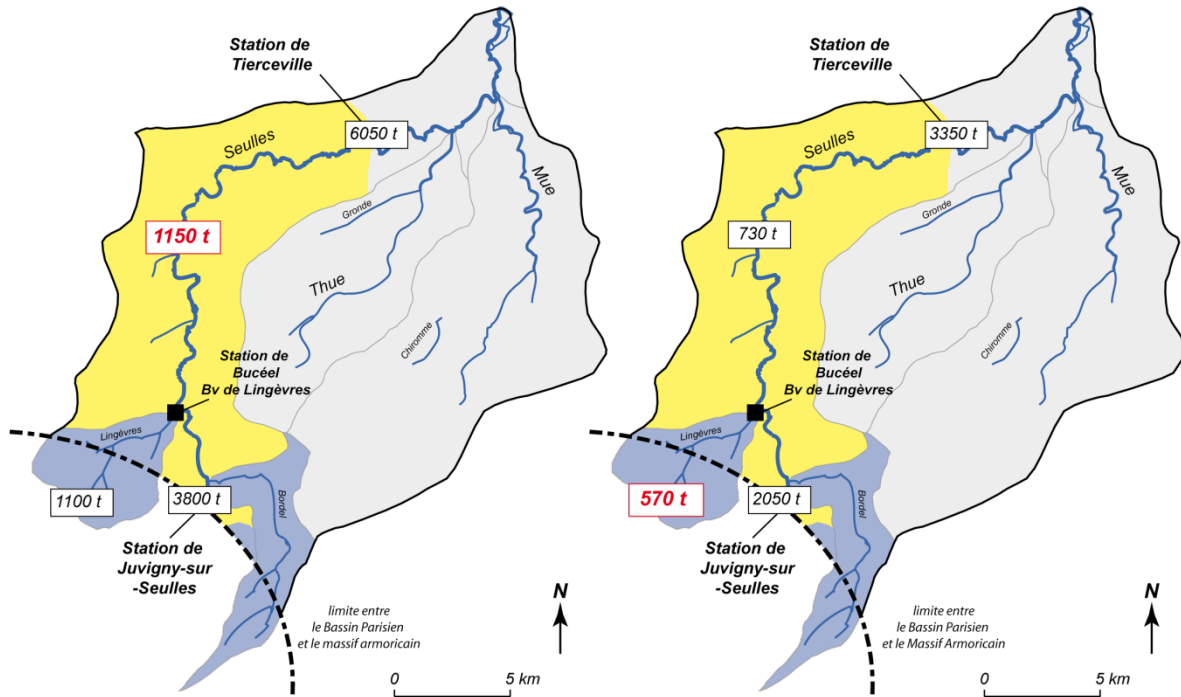 Station de
Tierceville
6050 t
Seulles
Mue
Gronde
1150 t
Thue
Chiromme
Station de
Bucéel
Bv de Lingèvres
Lingèvres
1100 t
3800 t
Bordel
Station de
Juvigny-sur
-Seulles
limite entre
le Bassin Parisien
et le massif armoricain
N
0
5 km
Station de
Tierceville
3350 t
Seulles
Mue
Gronde
730 t
Thue
Chiromme
Station de
Bucéel
Bv de Lingèvres
Lingèvres
570 t
2050 t
Bordel
Station de
Juvigny-sur
-Seulles
limite entre
le Bassin Parisien
et le Massif Armoricain
N
0
5 km